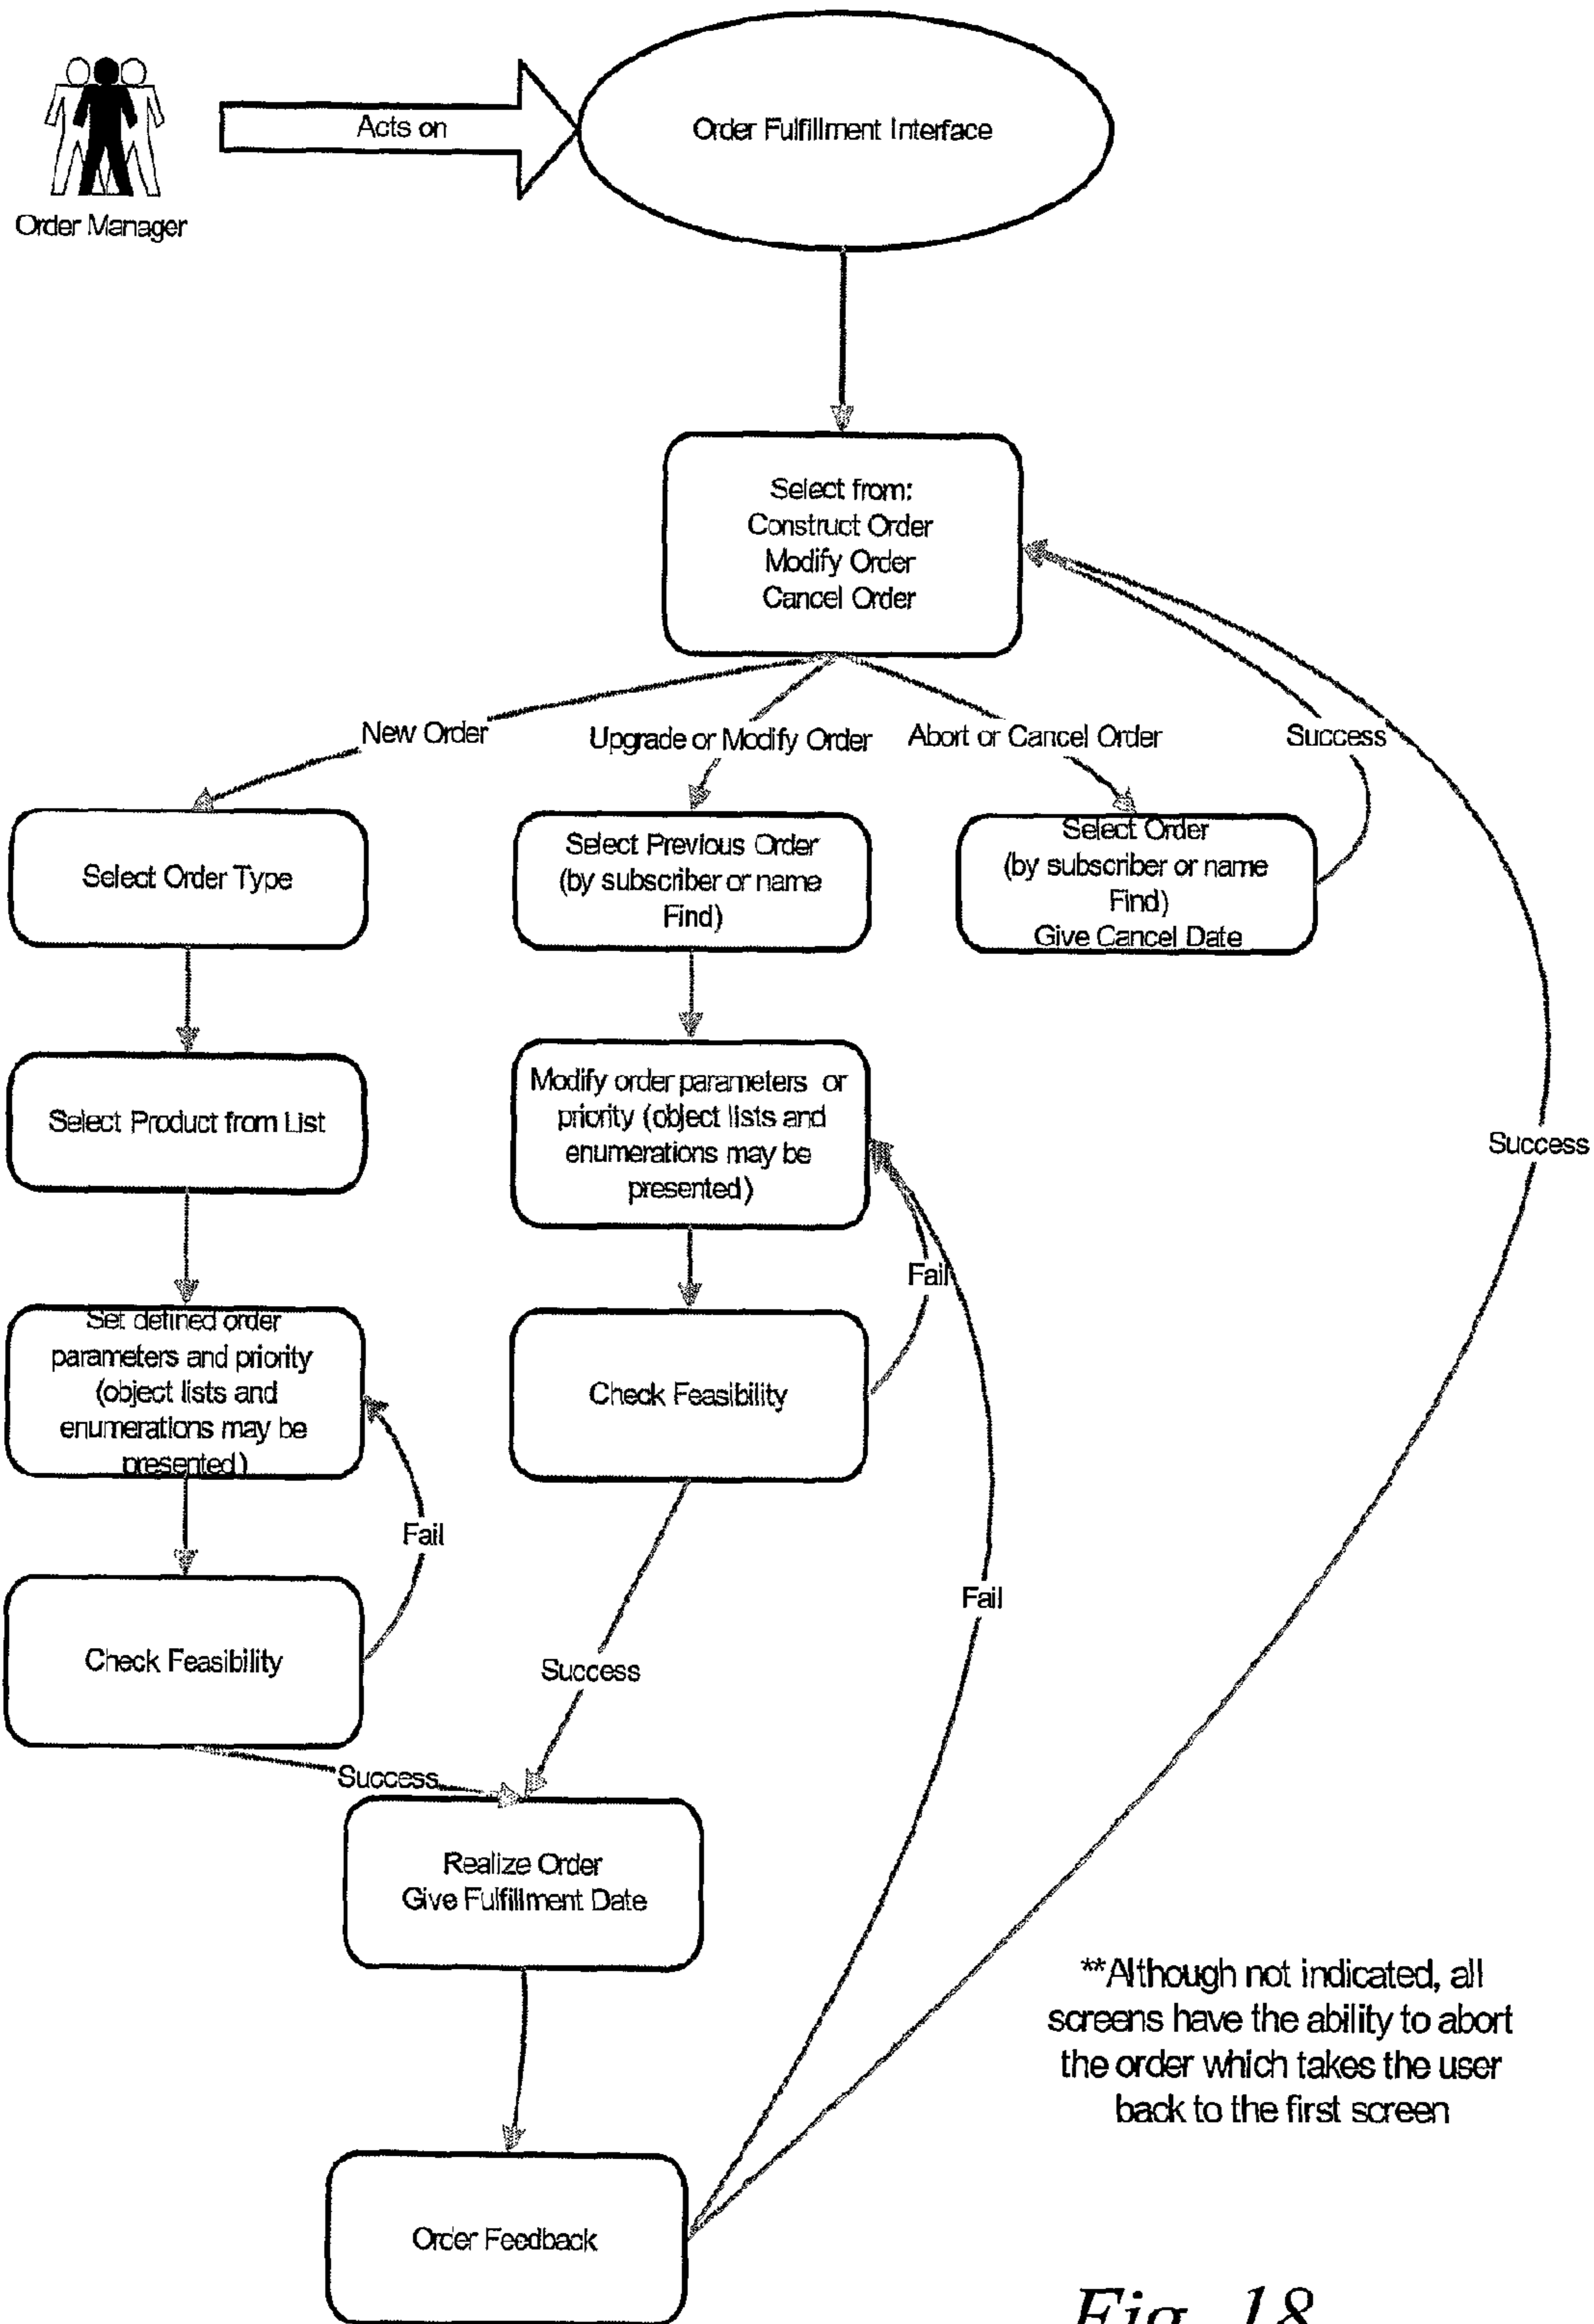 Acts on
Order Fulfillment Interface
Order Manager
Select from:
Construct Order
Modify Order
Cancel Order
New Order
Upgrade or Modify Order
Abort or Cancel Order
Success
Select Order Type
Select Previous Order
(by subscriber or name
Find)
Select Order
(by subscriber or name
Find)
Give Cancel Date
Select Product from List
Modify order parameters or
priority (object lists and
enumerations may be
presented)
Success
Fail
Set defined order
parameters and priority
(object lists and
enumerations may be
presented)
Check Feasibility
Fail
Fail
Check Feasibility
Success
Success
Realize Order
Give Fulfillment Date
**Although not indicated, all
screens have the ability to abort
the order which takes the user
back to the first screen
Order Feedback
Fig. 18